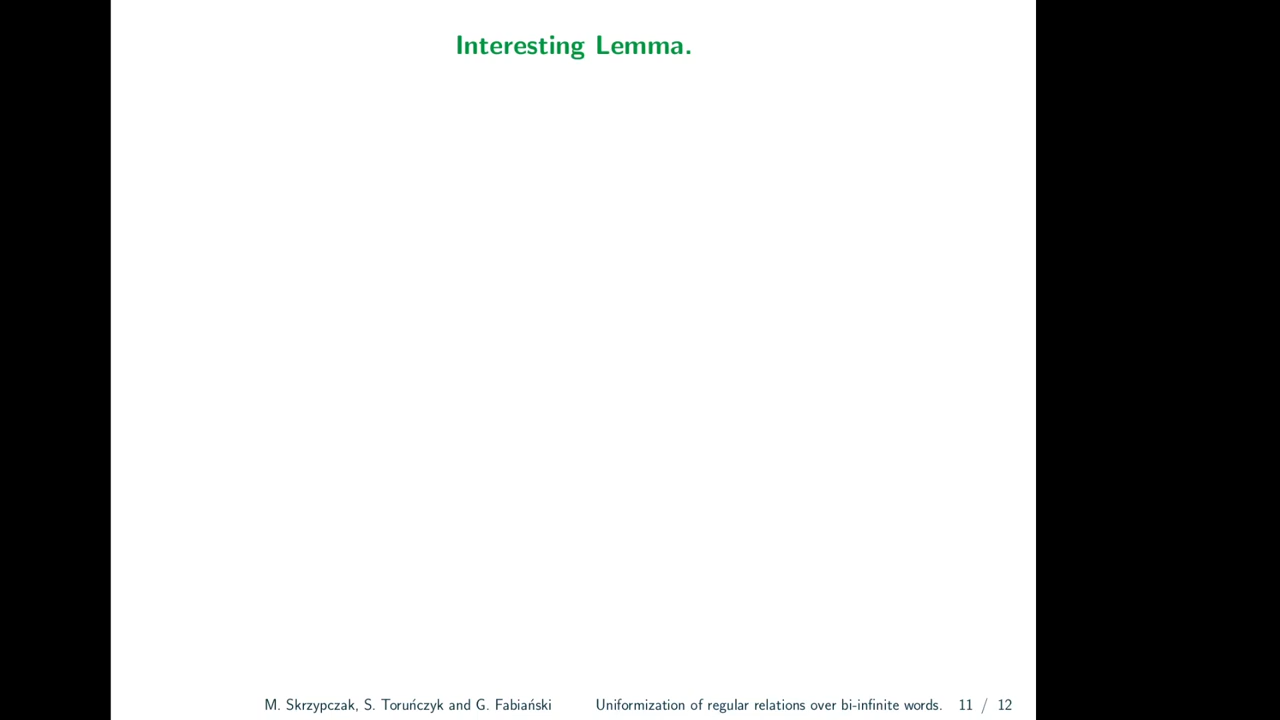 Interesting Lemma.
M. Skrzypczak, S. Toruńczyk and G. Fabiański Uniformization of regular relations over bi-infinite words. 11 / 12